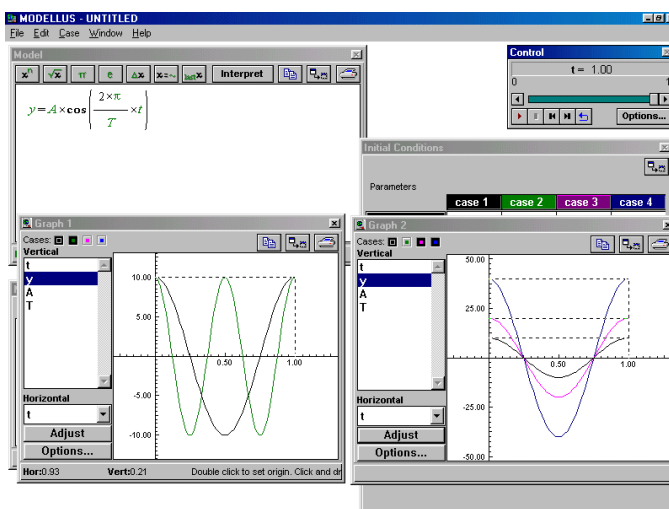 MODELLUS - UNTITLED
File Edit Case Window Help
Model
xⁿ √x π e Δx Interpret
y = A × cos ( 2×π / T × t )
Control
t = 1.00
0 1
Options...
Initial Conditions
Parameters
case 1 case 2 case 3 case 4
Graph 1
Cases:
Vertical
t
y
A
T
Horizontal
t
Adjust
Options...
10.00
5.00
0.50 1.00
-5.00
-10.00
Hor:0.93 Vert:0.21 Double click to set origin. Click and dr
Graph 2
Cases:
Vertical
t
y
A
T
Horizontal
t
Adjust
Options...
50.00
25.00
0.50 1.00
-25.00
-50.00